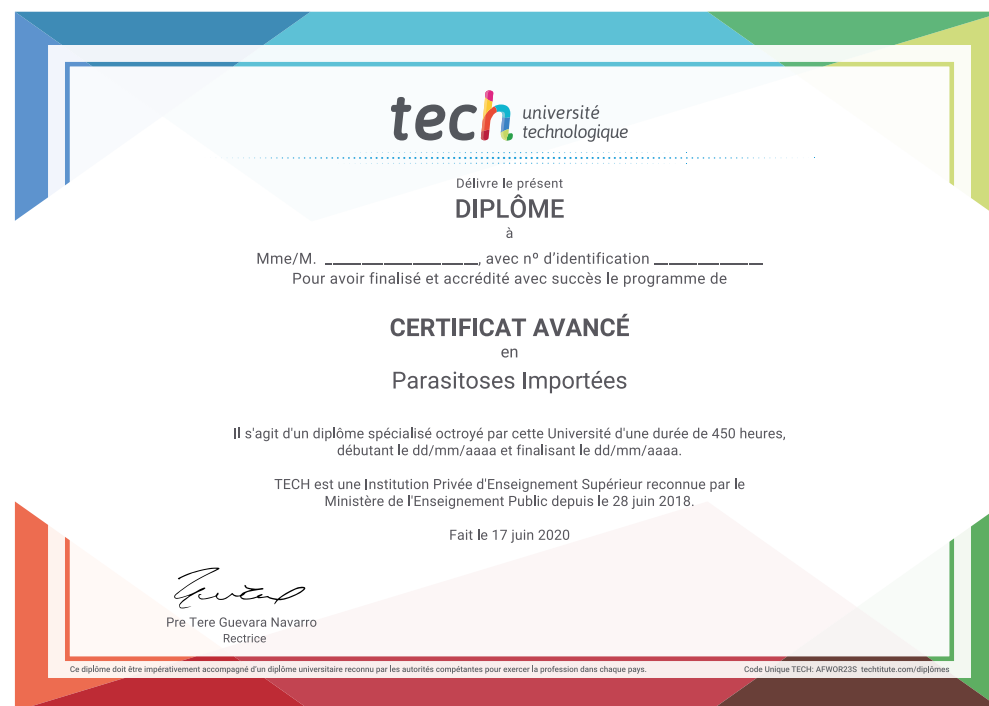 tech université
technologique
Délivre le présent
DIPLÔME
à
Mme/M. _________________, avec nº d'identification ____________
Pour avoir finalisé et accrédité avec succès le programme de
CERTIFICAT AVANCÉ
en
Parasitoses Importées
Il s'agit d'un diplôme spécialisé octroyé par cette Université d'une durée de 450 heures,
débutant le dd/mm/aaaa et finalisant le dd/mm/aaaa.
TECH est une Institution Privée d'Enseignement Supérieur reconnue par le
Ministère de l'Enseignement Public depuis le 28 juin 2018.
Fait le 17 juin 2020
Pre Tere Guevara Navarro
Rectrice
Ce diplôme doit être impérativement accompagné d'un diplôme universitaire reconnu par les autorités compétantes pour exercer la profession dans chaque pays.
Code Unique TECH: AFWOR23S techtitute.com/diplômes